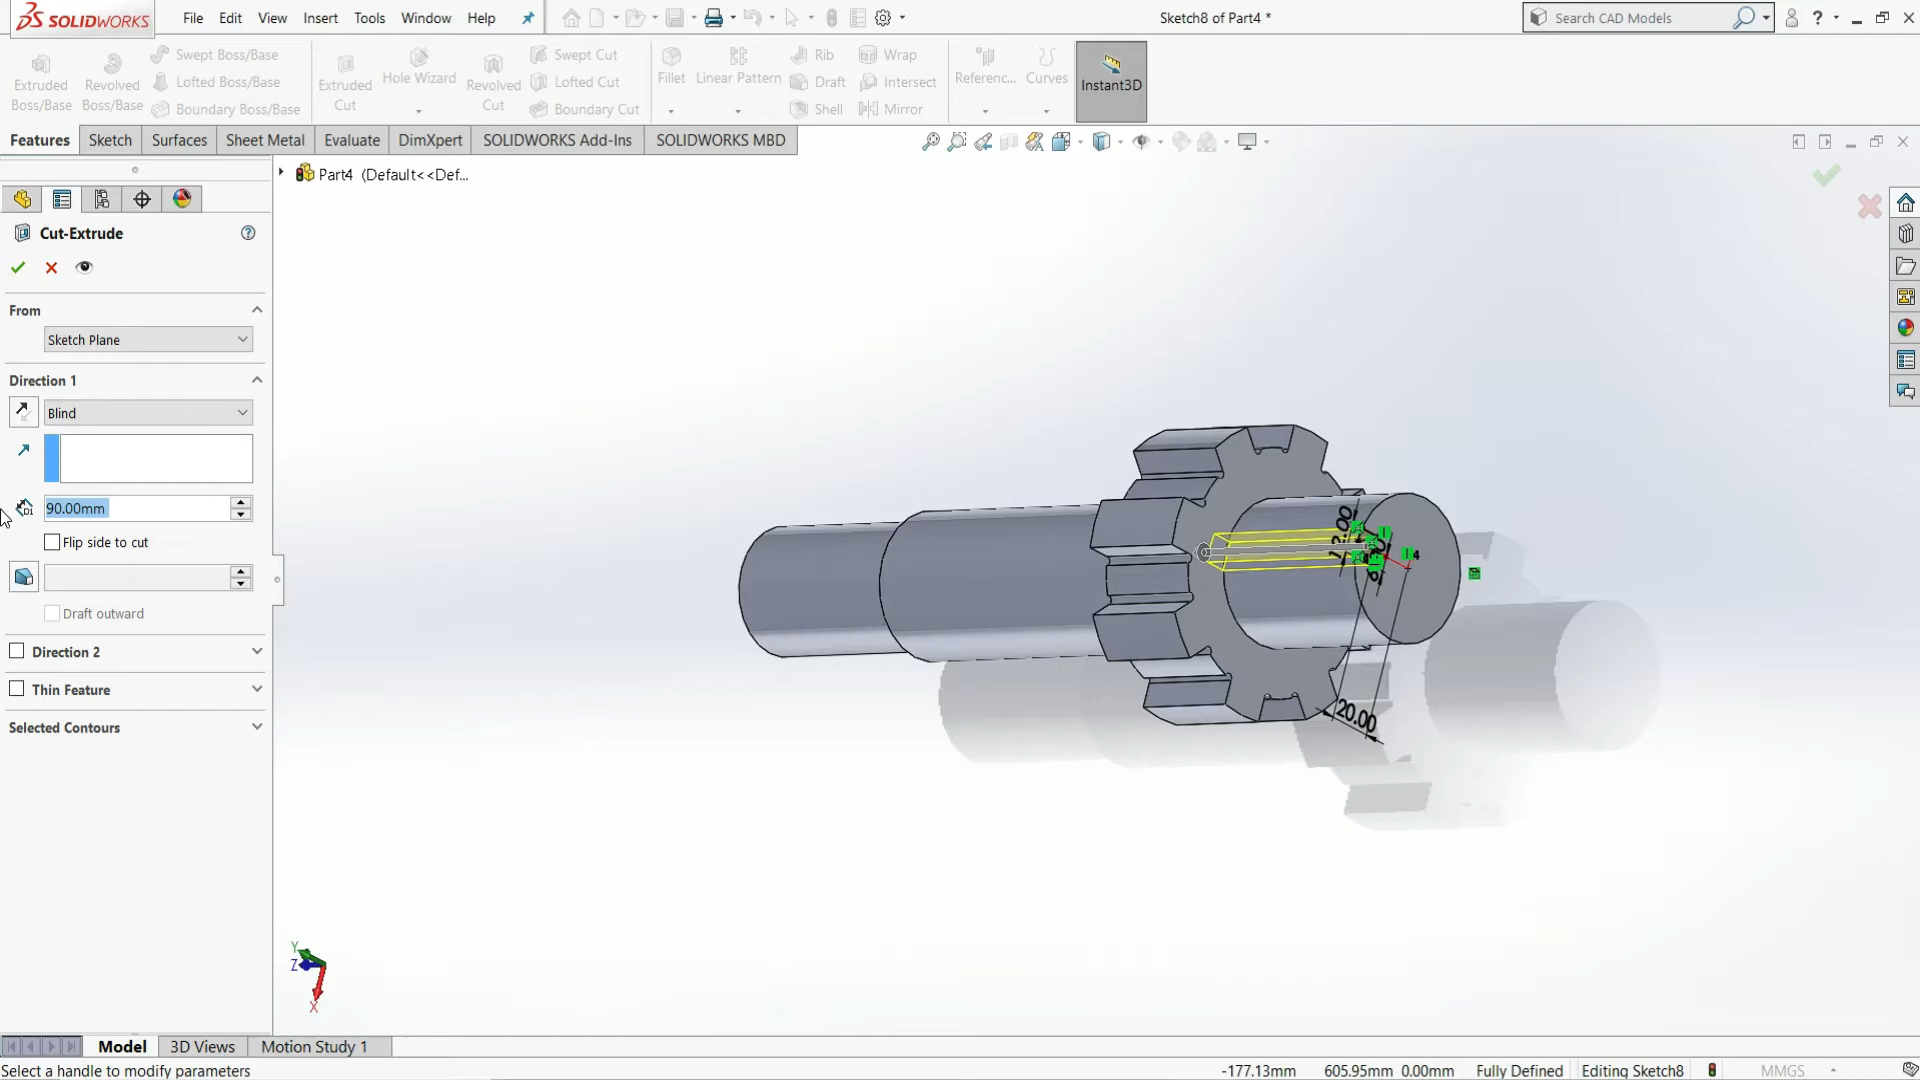 SOLIDWORKS
File Edit View Insert Tools Window Help
Sketch8 of Part4 *
Search CAD Models
Extruded Boss/Base
Revolved Boss/Base
Swept Boss/Base
Lofted Boss/Base
Boundary Boss/Base
Extruded Cut
Hole Wizard
Revolved Cut
Swept Cut
Lofted Cut
Boundary Cut
Fillet
Linear Pattern
Rib
Draft
Shell
Wrap
Intersect
Mirror
Referenc...
Curves
Instant3D
Features Sketch Surfaces Sheet Metal Evaluate DimXpert SOLIDWORKS Add-Ins SOLIDWORKS MBD
Part4 (Default<<Def...
Cut-Extrude
From
Sketch Plane
Direction 1
Blind
90.00mm
Flip side to cut
Draft outward
Direction 2
Thin Feature
Selected Contours
12.00
20.00
Y
Z
X
Model 3D Views Motion Study 1
Select a handle to modify parameters
-177.13mm 605.95mm 0.00mm Fully Defined Editing Sketch8 MMGS